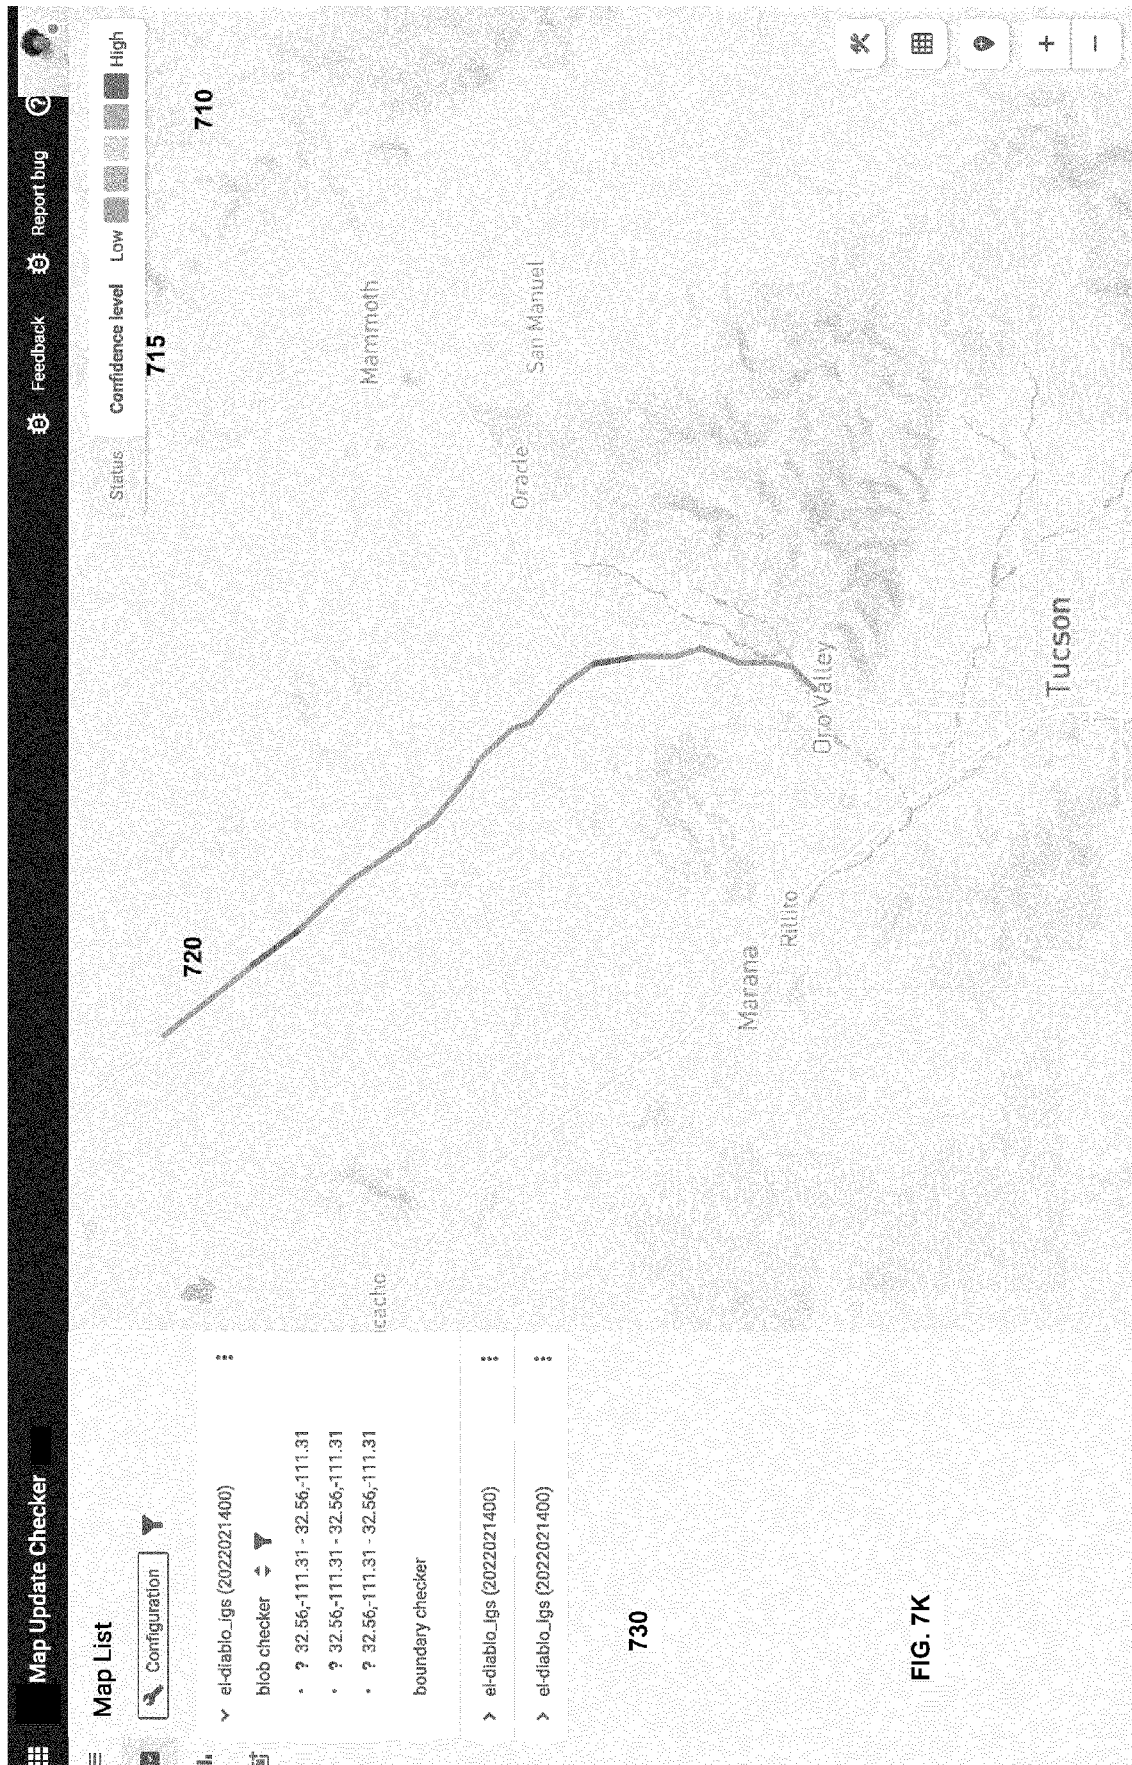 Map Update Checker
Feedback
Report bug
Map List
Configuration
el-diablo_igs (2022021400)
blob checker
? 32.56,-111.31 - 32.56,-111.31
? 32.56,-111.31 - 32.56,-111.31
? 32.56,-111.31 - 32.56,-111.31
boundary checker
el-diablo_igs (2022021400)
el-diablo_igs (2022021400)
730
Status
Confidence level Low High
715
710
720
Mammoth
San Manuel
Oracle
Oro Valley
Tucson
Rillito
Marana
icacho
+
−
FIG. 7K